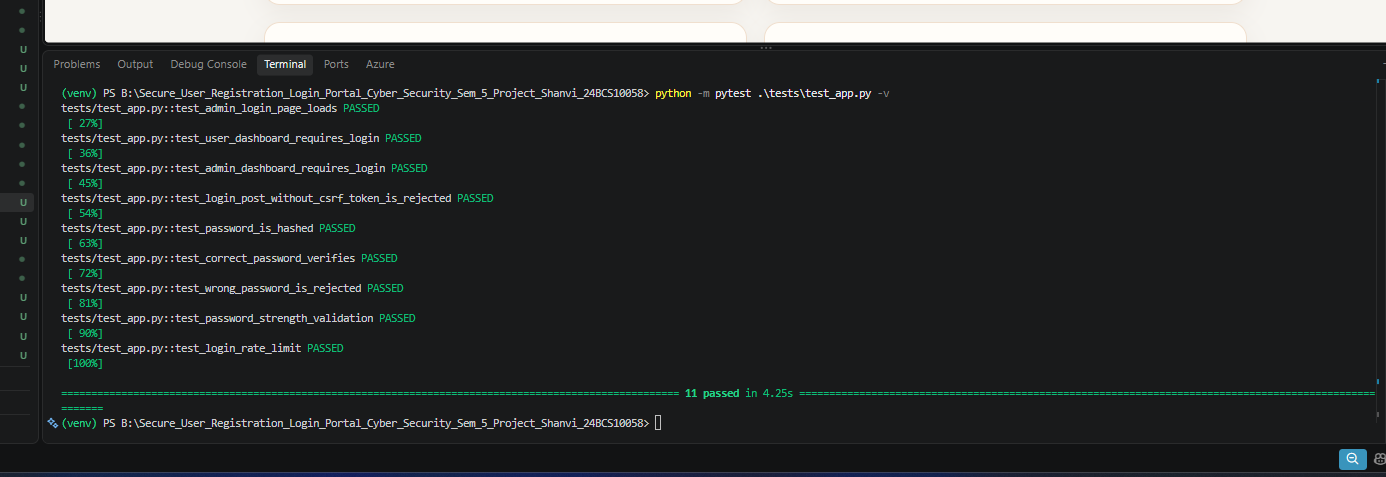 U
U
U
U
U
U
U
U
U
U
Problems Output Debug Console Terminal Ports Azure
(venv) PS B:\Secure_User_Registration_Login_Portal_Cyber_Security_Sem_5_Project_Shanvi_24BCS10058> python -m pytest .\tests\test_app.py -v
tests/test_app.py::test_admin_login_page_loads PASSED
[ 27%]
tests/test_app.py::test_user_dashboard_requires_login PASSED
[ 36%]
tests/test_app.py::test_admin_dashboard_requires_login PASSED
[ 45%]
tests/test_app.py::test_login_post_without_csrf_token_is_rejected PASSED
[ 54%]
tests/test_app.py::test_password_is_hashed PASSED
[ 63%]
tests/test_app.py::test_correct_password_verifies PASSED
[ 72%]
tests/test_app.py::test_wrong_password_is_rejected PASSED
[ 81%]
tests/test_app.py::test_password_strength_validation PASSED
[ 90%]
tests/test_app.py::test_login_rate_limit PASSED
[100%]
11 passed in 4.25s
(venv) PS B:\Secure_User_Registration_Login_Portal_Cyber_Security_Sem_5_Project_Shanvi_24BCS10058>